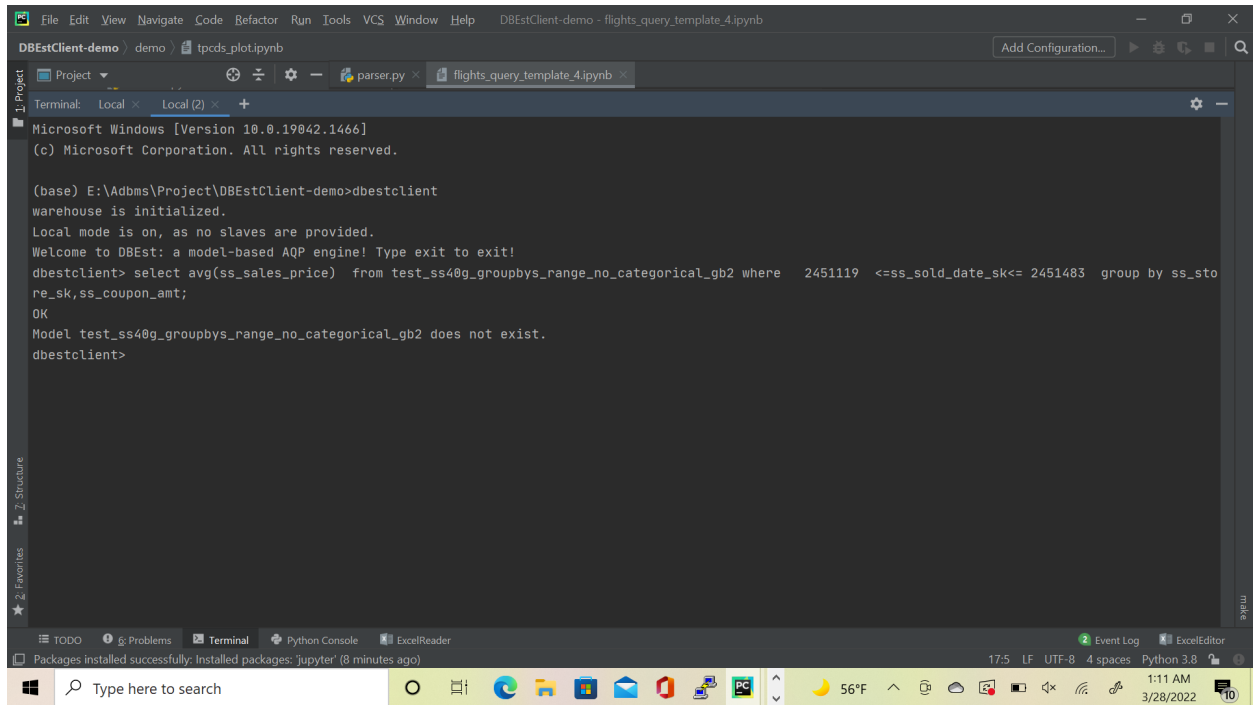 File Edit View Navigate Code Refactor Run Tools VCS Window Help DBEstClient-demo - flights_query_template_4.ipynb
DBEstClient-demo demo tpcds_plot.ipynb Add Configuration...
1: Project
Project parser.py flights_query_template_4.ipynb
Terminal: Local Local (2)
Microsoft Windows [Version 10.0.19042.1466]
(c) Microsoft Corporation. All rights reserved.
(base) E:\Adbms\Project\DBEstClient-demo>dbestclient
warehouse is initialized.
Local mode is on, as no slaves are provided.
Welcome to DBEst: a model-based AQP engine! Type exit to exit!
dbestclient> select avg(ss_sales_price)  from test_ss40g_groupbys_range_no_categorical_gb2 where   2451119  <=ss_sold_date_sk<= 2451483  group by ss_sto
re_sk,ss_coupon_amt;
OK
Model test_ss40g_groupbys_range_no_categorical_gb2 does not exist.
dbestclient>
7: Structure
2: Favorites
make
TODO 6: Problems Terminal Python Console ExcelReader 2 Event Log ExcelEditor
Packages installed successfully: Installed packages: 'jupyter' (8 minutes ago) 17:5 LF UTF-8 4 spaces Python 3.8
Type here to search 56°F 1:11 AM
3/28/2022 10